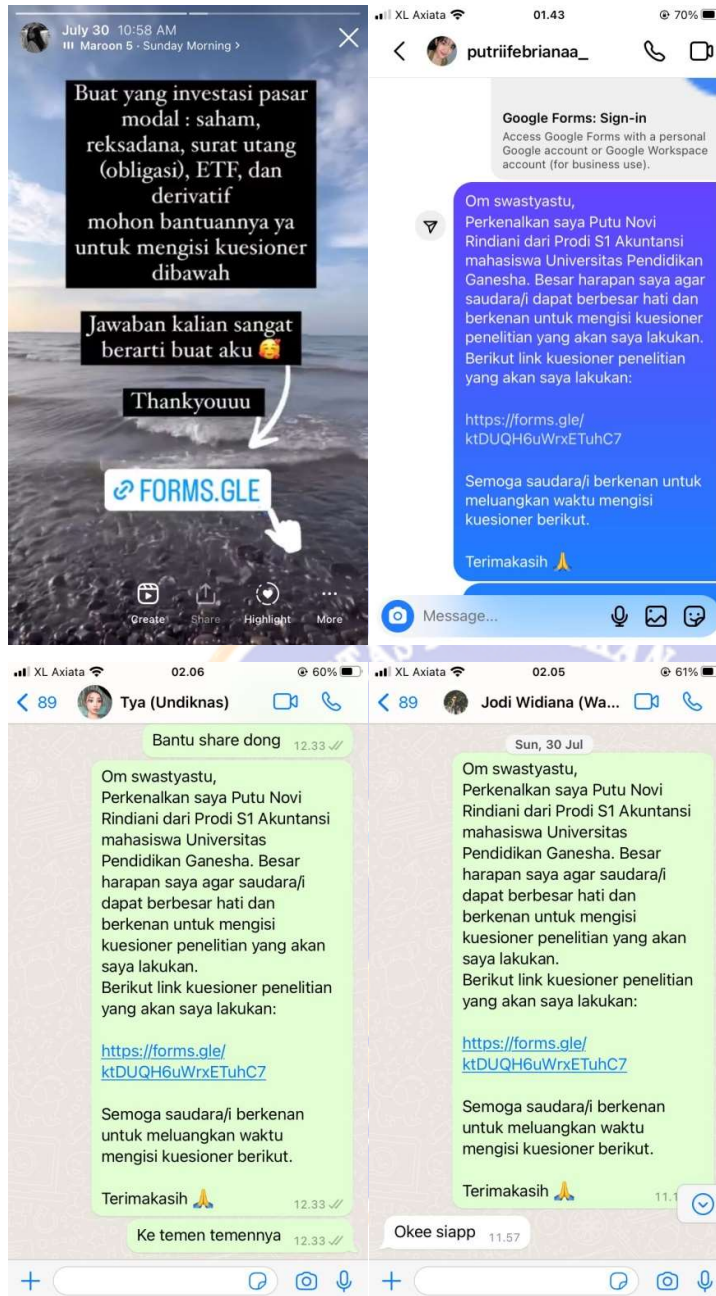 July 30 10:58 AM
Maroon 5 · Sunday Morning >
Buat yang investasi pasar
modal : saham,
reksadana, surat utang
(obligasi), ETF, dan
derivatif
mohon bantuannya ya
untuk mengisi kuesioner
dibawah
Jawaban kalian sangat
berarti buat aku 🥰
Thankyouuu
FORMS.GLE
Create Share Highlight More
XL Axiata 01.43 70%
putriifebrianaa_
Google Forms: Sign-in
Access Google Forms with a personal
Google account or Google Workspace
account (for business use).
Om swastyastu,
Perkenalkan saya Putu Novi
Rindiani dari Prodi S1 Akuntansi
mahasiswa Universitas Pendidikan
Ganesha. Besar harapan saya agar
saudara/i dapat berbesar hati dan
berkenan untuk mengisi kuesioner
penelitian yang akan saya lakukan.
Berikut link kuesioner penelitian
yang akan saya lakukan:
https://forms.gle/
ktDUQH6uWrxETuhC7
Semoga saudara/i berkenan untuk
meluangkan waktu mengisi
kuesioner berikut.
Terimakasih 🙏
Message...
XL Axiata 02.06 60%
89 Tya (Undiknas)
Bantu share dong 12.33
Om swastyastu,
Perkenalkan saya Putu Novi
Rindiani dari Prodi S1 Akuntansi
mahasiswa Universitas
Pendidikan Ganesha. Besar
harapan saya agar saudara/i
dapat berbesar hati dan
berkenan untuk mengisi
kuesioner penelitian yang akan
saya lakukan.
Berikut link kuesioner penelitian
yang akan saya lakukan:
https://forms.gle/
ktDUQH6uWrxETuhC7
Semoga saudara/i berkenan
untuk meluangkan waktu
mengisi kuesioner berikut.
Terimakasih 🙏 12.33
Ke temen temennya 12.33
XL Axiata 02.05 61%
89 Jodi Widiana (Wa...
Sun, 30 Jul
Om swastyastu,
Perkenalkan saya Putu Novi
Rindiani dari Prodi S1 Akuntansi
mahasiswa Universitas
Pendidikan Ganesha. Besar
harapan saya agar saudara/i
dapat berbesar hati dan
berkenan untuk mengisi
kuesioner penelitian yang akan
saya lakukan.
Berikut link kuesioner penelitian
yang akan saya lakukan:
https://forms.gle/
ktDUQH6uWrxETuhC7
Semoga saudara/i berkenan
untuk meluangkan waktu
mengisi kuesioner berikut.
Terimakasih 🙏
Okee siapp 11.57